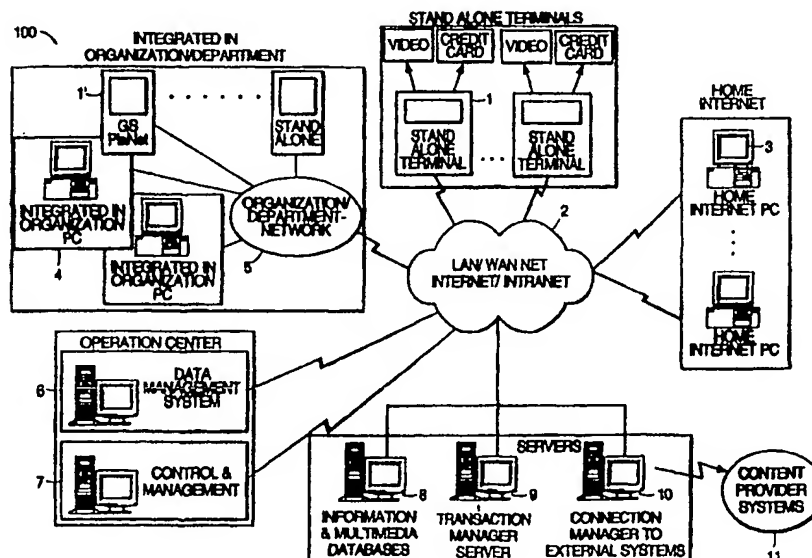 100
INTEGRATED IN
ORGANIZATION/DEPARTMENT
1'
GS
PlaNet
STAND
ALONE
INTEGRATED IN
ORGANIZATION
PC
4
INTEGRATED IN
ORGANIZATION
PC
ORGANIZATION/
DEPARTMENT-
NETWORK
5
STAND ALONE TERMINALS
VIDEO
CREDIT
CARD
VIDEO
CREDIT
CARD
1
STAND
ALONE
TERMINAL
STAND
ALONE
TERMINAL
HOME
INTERNET
3
HOME
INTERNET PC
HOME
INTERNET PC
2
LAN/WAN NET
INTERNET/INTRANET
OPERATION CENTER
6
DATA
MANAGEMENT
SYSTEM
7
CONTROL &
MANAGEMENT
SERVERS
8
INFORMATION
& MULTIMEDIA
DATABASES
9
TRANSACTION
MANAGER
SERVER
10
CONNECTION
MANAGER TO
EXTERNAL SYSTEMS
CONTENT
PROVIDER
SYSTEMS
11